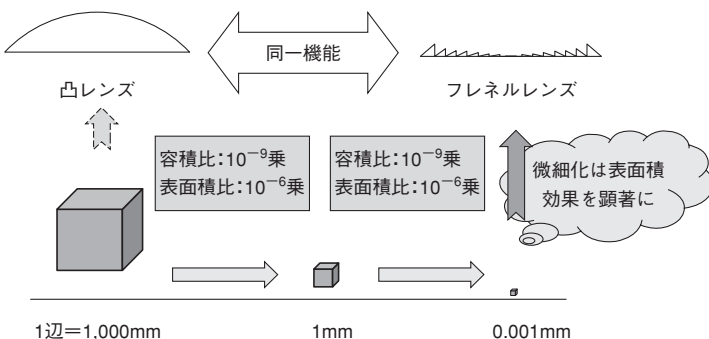 同一機能
凸レンズ
フレネルレンズ
容積比：10⁻⁹乗
表面積比：10⁻⁶乗
容積比：10⁻⁹乗
表面積比：10⁻⁶乗
微細化は表面積
効果を顕著に
1辺＝1,000mm
1mm
0.001mm